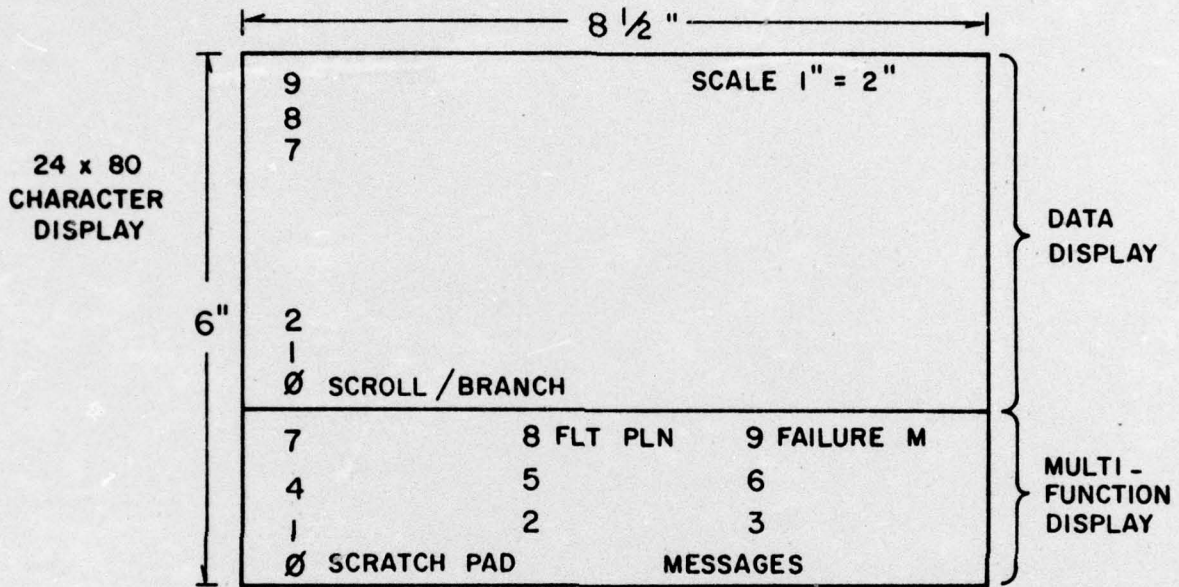 8 1/2 "
9 SCALE 1" = 2"
8
7
24 x 80
CHARACTER
DISPLAY
DATA
DISPLAY
6"
2
1
Ø SCROLL / BRANCH
7 8 FLT PLN 9 FAILURE M
4 5 6
1 2 3
Ø SCRATCH PAD MESSAGES
MULTI -
FUNCTION
DISPLAY